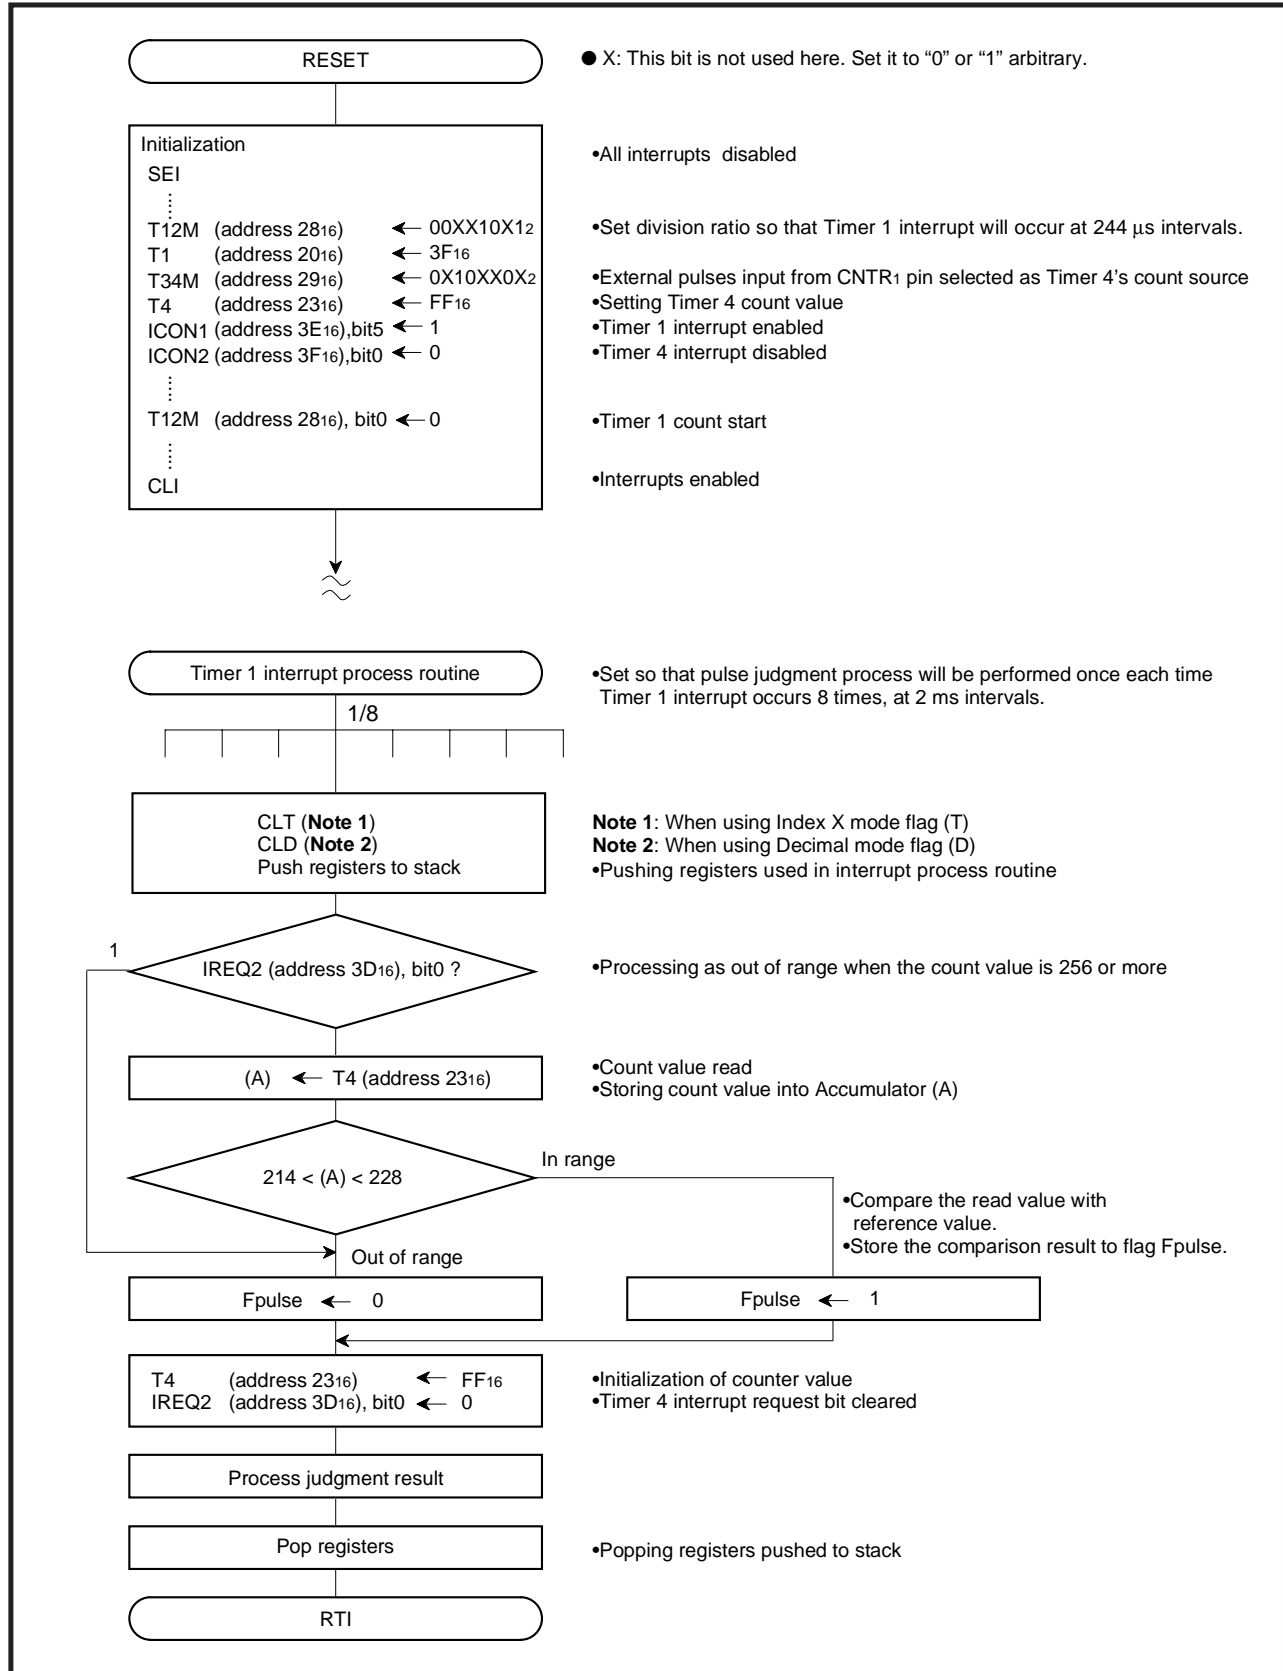 RESET
● X: This bit is not used here. Set it to “0” or “1” arbitrary.
Initialization
SEI
•All interrupts disabled
T12M (address 2816) ← 00XX10X12
•Set division ratio so that Timer 1 interrupt will occur at 244 μs intervals.
T1 (address 2016) ← 3F16
T34M (address 2916) ← 0X10XX0X2
•External pulses input from CNTR1 pin selected as Timer 4’s count source
T4 (address 2316) ← FF16
•Setting Timer 4 count value
ICON1 (address 3E16),bit5 ← 1
•Timer 1 interrupt enabled
ICON2 (address 3F16),bit0 ← 0
•Timer 4 interrupt disabled
T12M (address 2816), bit0 ← 0
•Timer 1 count start
CLI
•Interrupts enabled
Timer 1 interrupt process routine
•Set so that pulse judgment process will be performed once each time
Timer 1 interrupt occurs 8 times, at 2 ms intervals.
1/8
CLT (Note 1)
Note 1: When using Index X mode flag (T)
CLD (Note 2)
Note 2: When using Decimal mode flag (D)
Push registers to stack
•Pushing registers used in interrupt process routine
1
IREQ2 (address 3D16), bit0 ?
•Processing as out of range when the count value is 256 or more
(A) ← T4 (address 2316)
•Count value read
•Storing count value into Accumulator (A)
214 < (A) < 228
In range
•Compare the read value with
reference value.
•Store the comparison result to flag Fpulse.
Out of range
Fpulse ← 0
Fpulse ← 1
T4 (address 2316) ← FF16
•Initialization of counter value
IREQ2 (address 3D16), bit0 ← 0
•Timer 4 interrupt request bit cleared
Process judgment result
Pop registers
•Popping registers pushed to stack
RTI